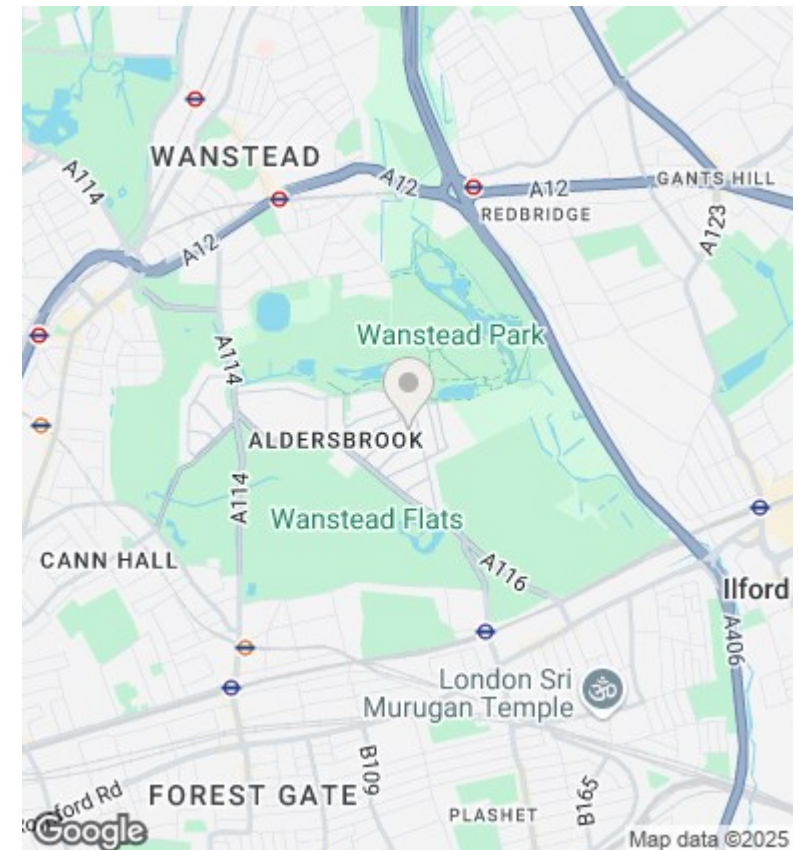 WANSTEAD
A114
A12
A12
A12
GANTS HILL
REDBRIDGE
A123
A114
Wanstead Park
ALDERSBROOK
A114
Wanstead Flats
CANN HALL
A116
Ilford
A406
London Sri
Murugan Temple
B109
B165
FOREST GATE
PLASHET
Rd
Google
Map data ©2025